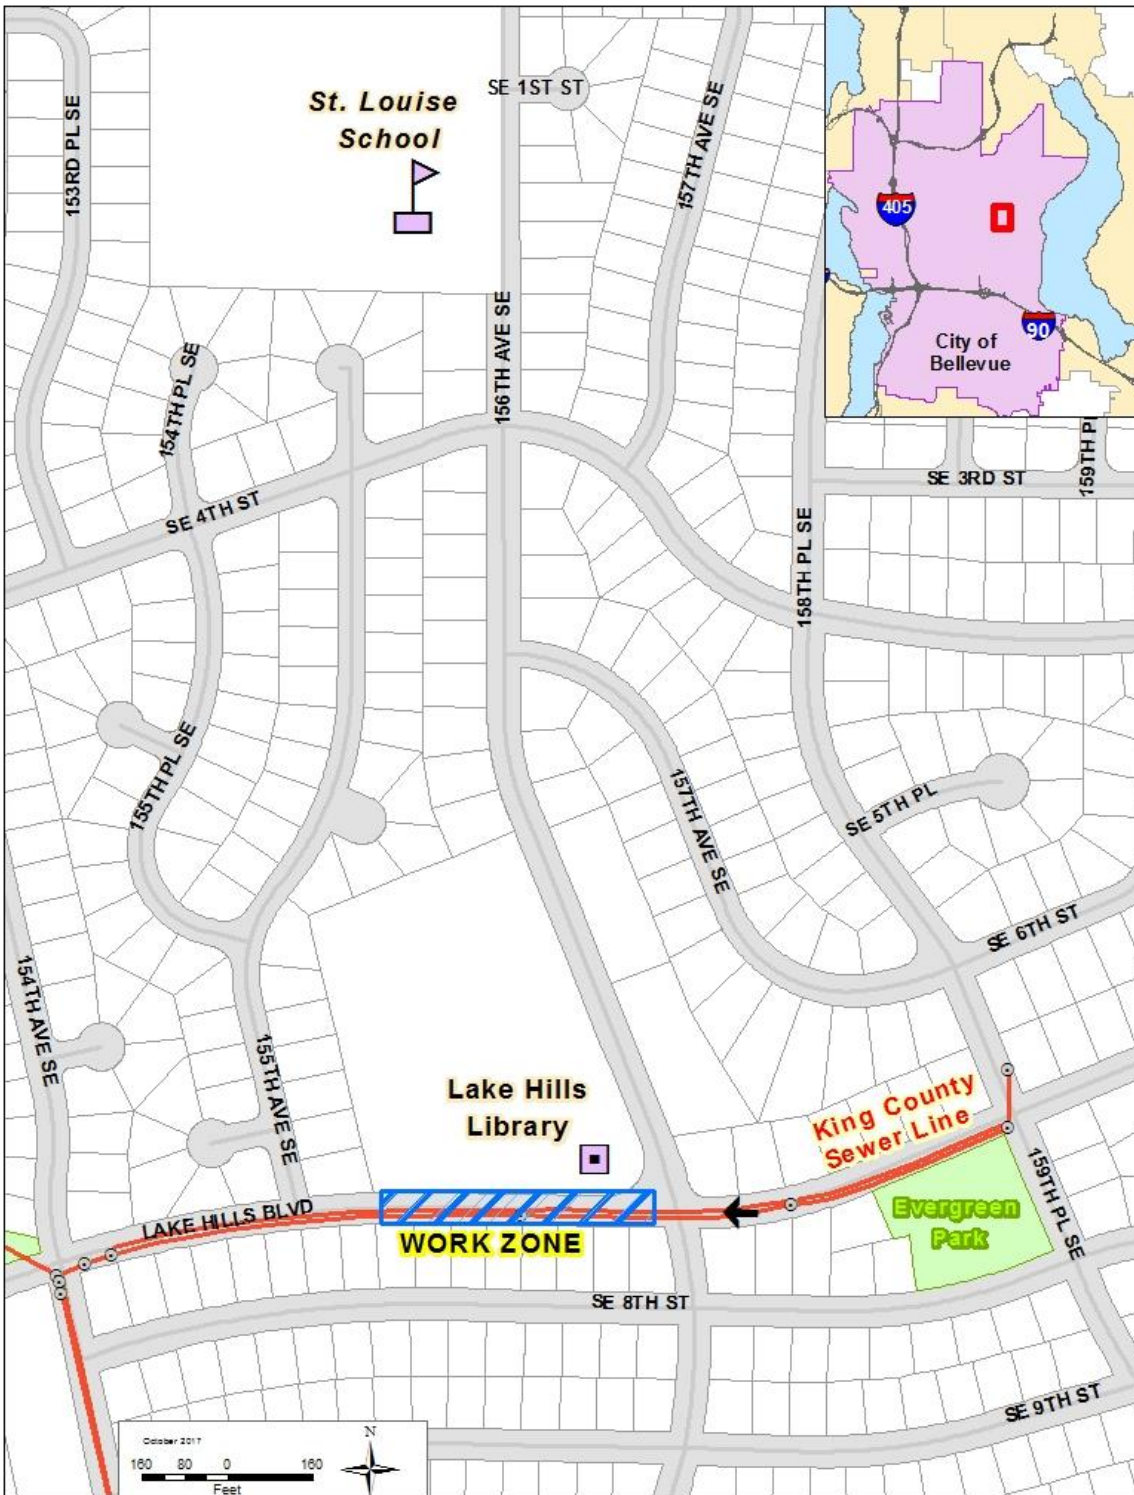 St. Louise
School
SE 1ST ST
153RD PL SE
157TH AVE SE
405
90
City of
Bellevue
156TH AVE SE
154TH PL SE
SE 4TH ST
SE 3RD ST
159TH PL
158TH PL SE
155TH PL SE
157TH AVE SE
SE 5TH PL
SE 6TH ST
154TH AVE SE
155TH AVE SE
Lake Hills
Library
King County
Sewer Line
159TH PL SE
Evergreen
Park
LAKE HILLS BLVD
WORK ZONE
SE 8TH ST
SE 9TH ST
October 2017
N
160 80 0 160
Feet